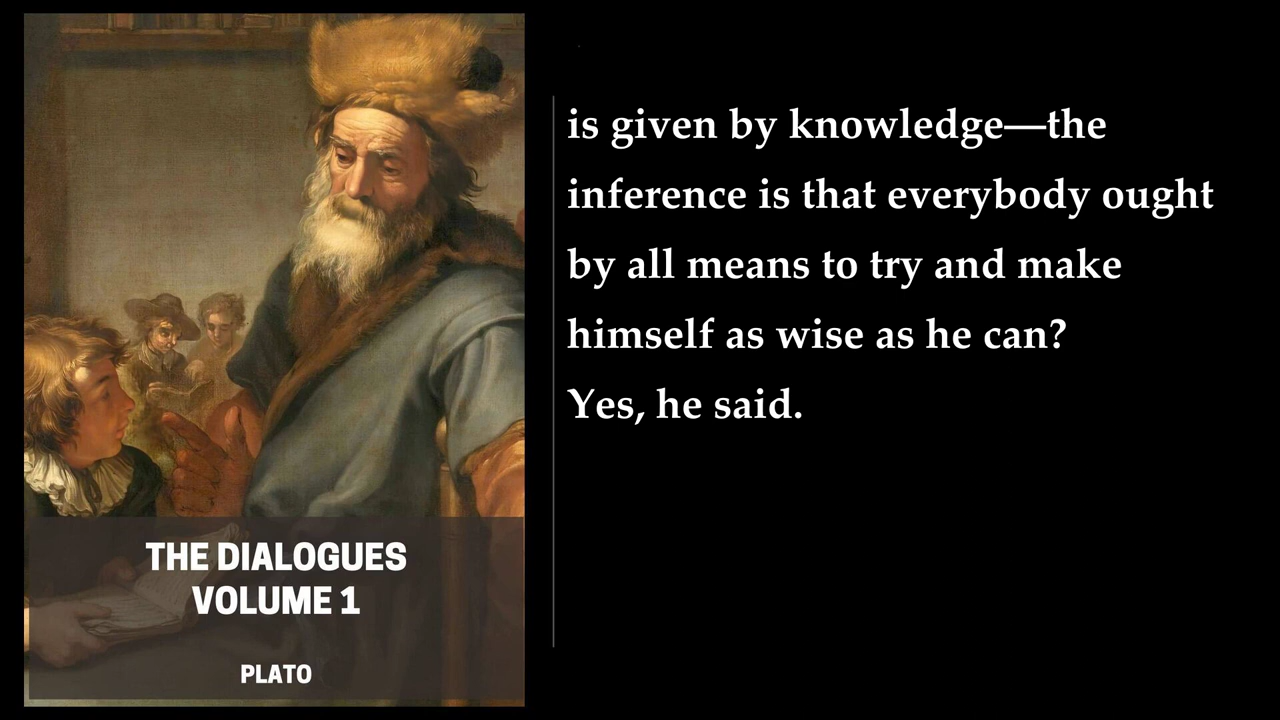 THE DIALOGUES
VOLUME 1
PLATO
is given by knowledge—the
inference is that everybody ought
by all means to try and make
himself as wise as he can?
Yes, he said.